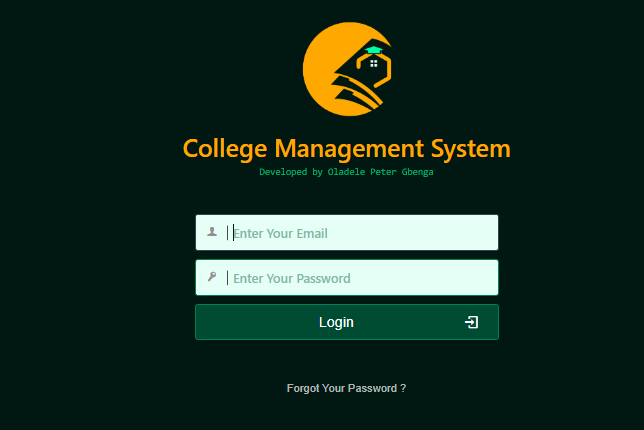 College Management System
Developed by Oladele Peter Gbenga
Enter Your Email
Enter Your Password
Login
Forgot Your Password ?